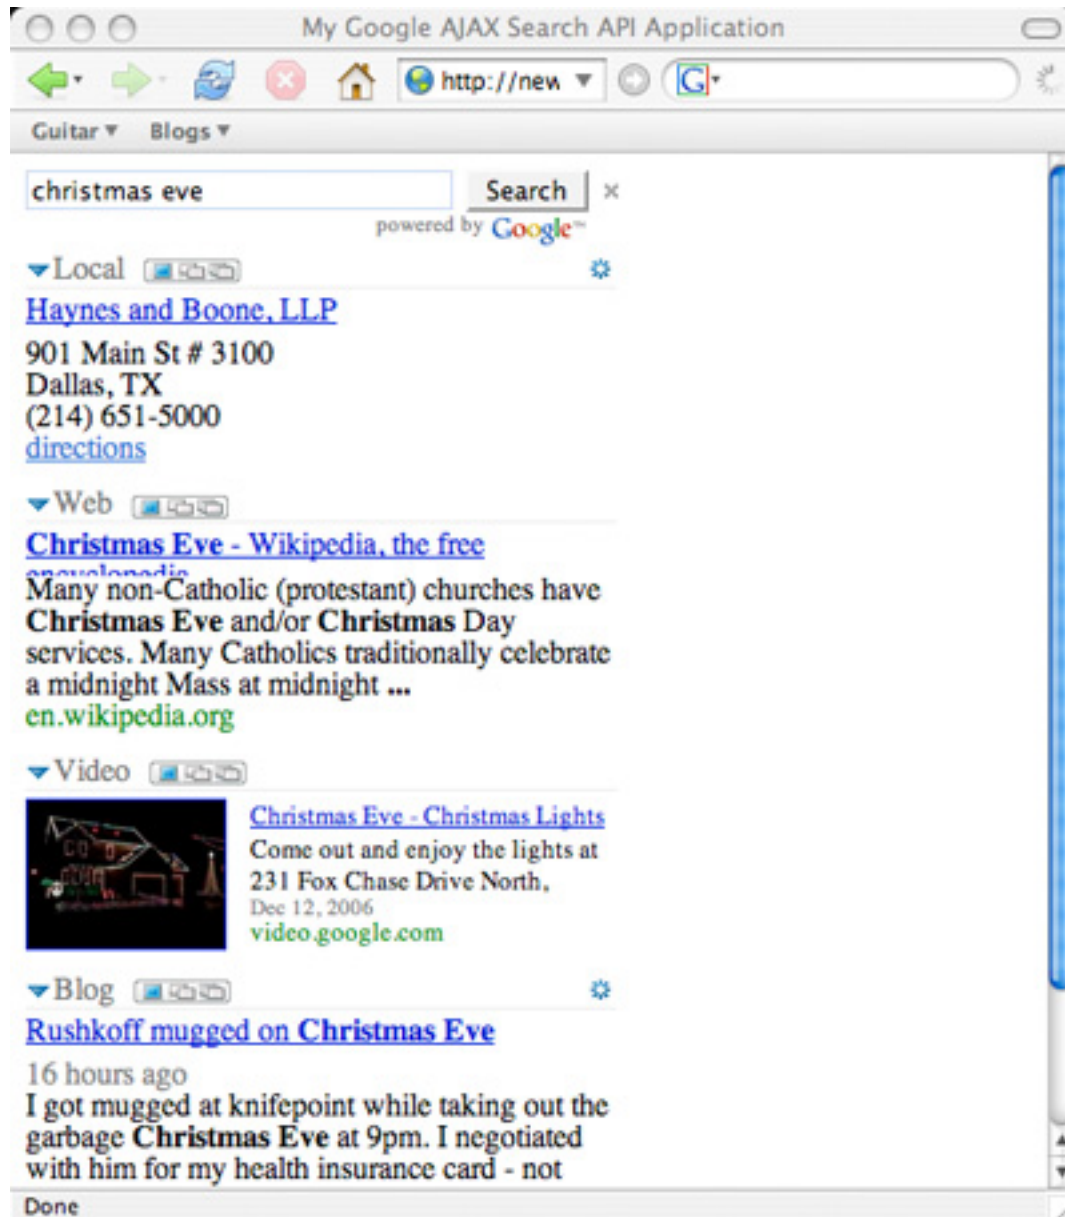 My Google AJAX Search API Application
http://new
G
Guitar Blogs
christmas eve Search
powered by Google™
Local
Haynes and Boone, LLP
901 Main St # 3100
Dallas, TX
(214) 651-5000
directions
Web
Christmas Eve - Wikipedia, the free
encyclopedia
Many non-Catholic (protestant) churches have
Christmas Eve and/or Christmas Day
services. Many Catholics traditionally celebrate
a midnight Mass at midnight ...
en.wikipedia.org
Video
Christmas Eve - Christmas Lights
Come out and enjoy the lights at
231 Fox Chase Drive North,
Dec 12, 2006
video.google.com
Blog
Rushkoff mugged on Christmas Eve
16 hours ago
I got mugged at knifepoint while taking out the
garbage Christmas Eve at 9pm. I negotiated
with him for my health insurance card - not
Done